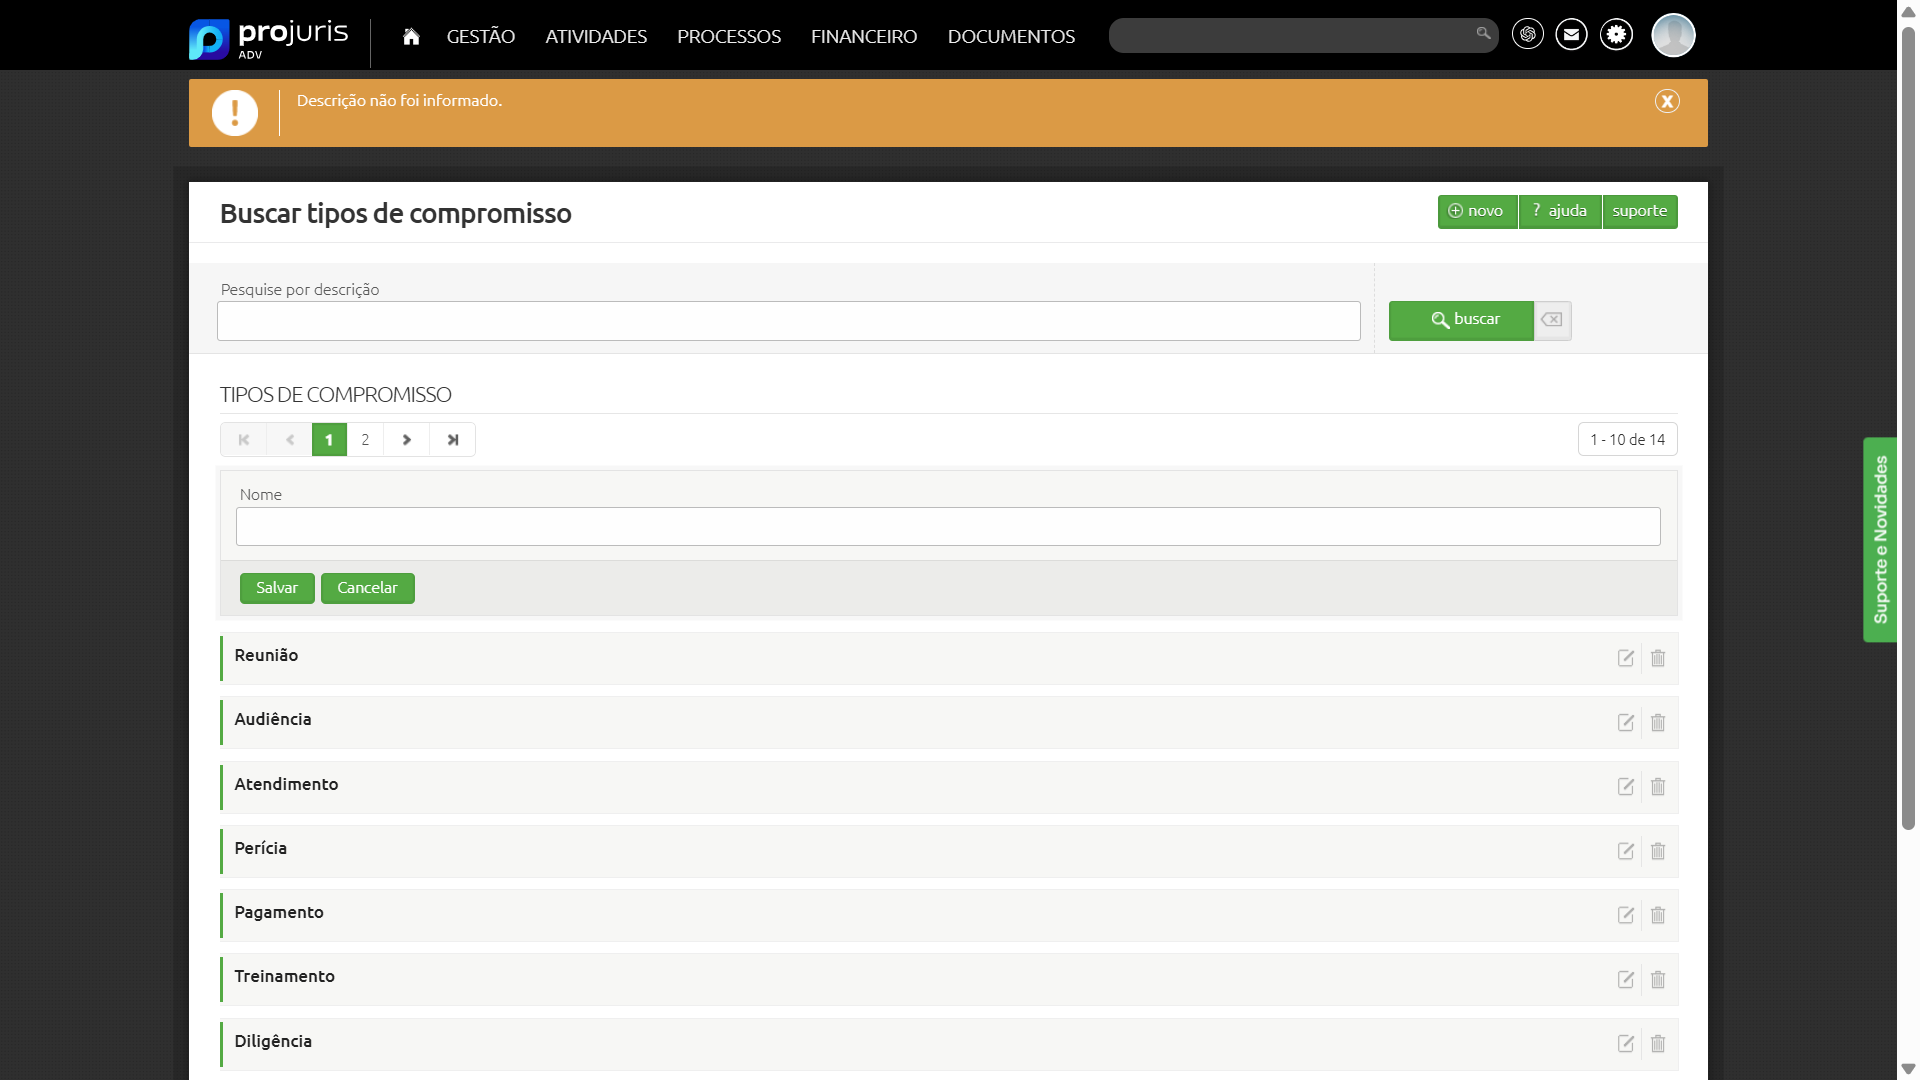 projuris
ADV
GESTÃO
ATIVIDADES
PROCESSOS
FINANCEIRO
DOCUMENTOS
Descrição não foi informado.
Buscar tipos de compromisso
novo
? ajuda
suporte
Pesquise por descrição
buscar
TIPOS DE COMPROMISSO
1
2
1 - 10 de 14
Nome
Salvar
Cancelar
Reunião
Audiência
Atendimento
Perícia
Pagamento
Treinamento
Diligência
Suporte e Novidades